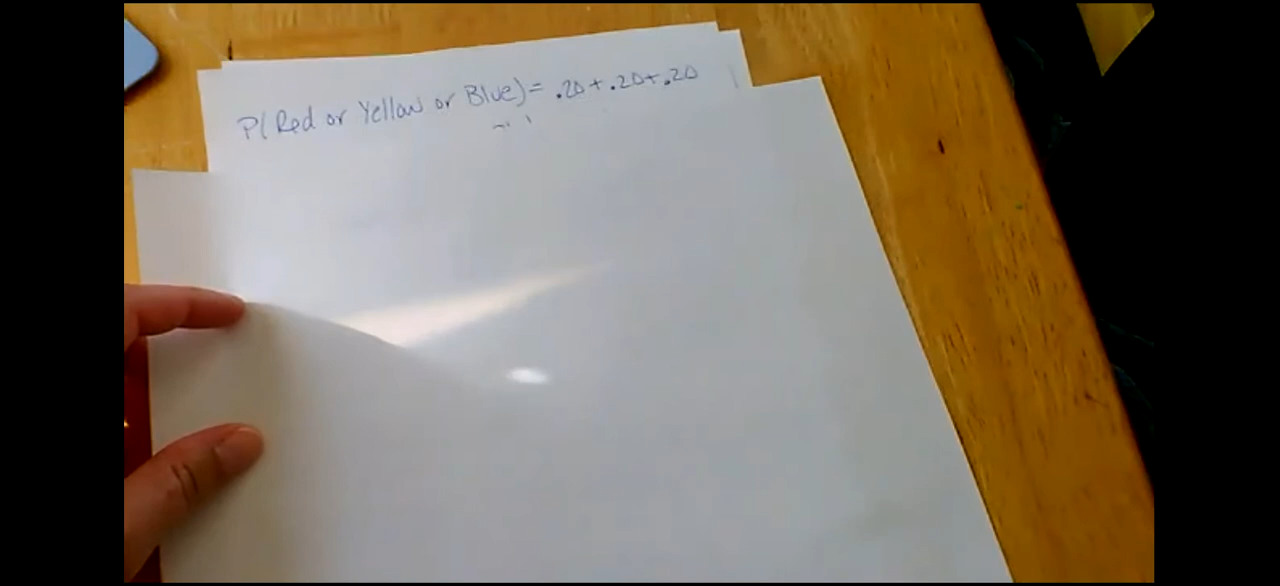 P(Red or Yellow or Blue) = .20 + .20 + .20